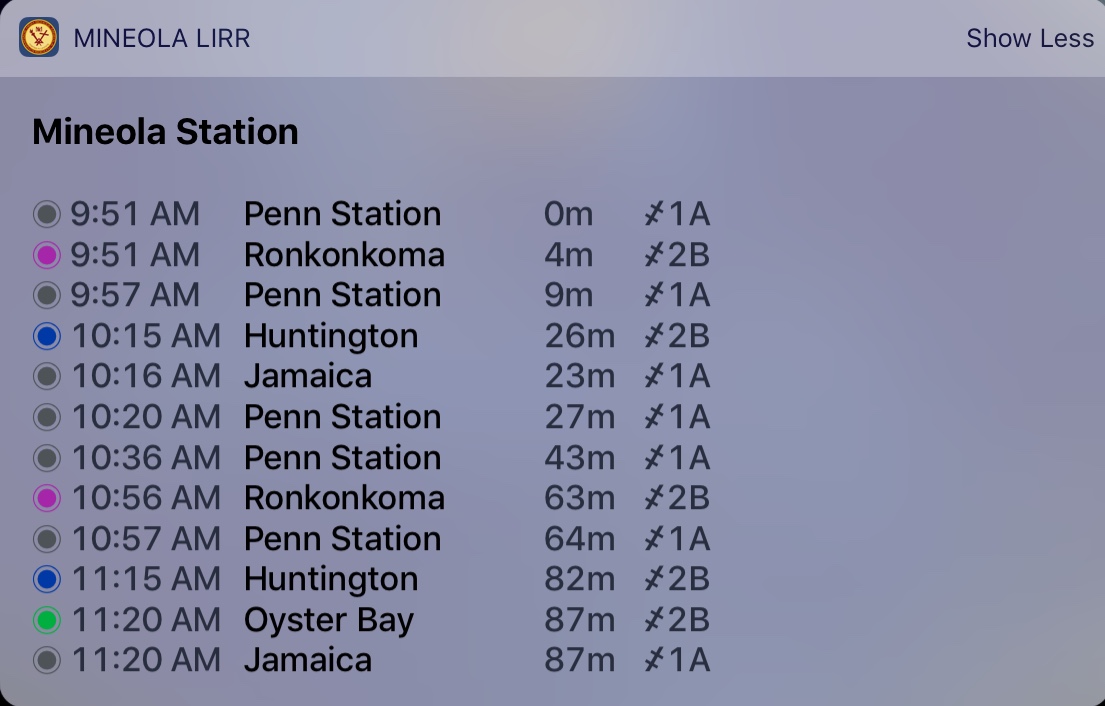 MINEOLA LIRR Show Less
Mineola Station
9:51 AM Penn Station 0m 1A
9:51 AM Ronkonkoma 4m 2B
9:57 AM Penn Station 9m 1A
10:15 AM Huntington 26m 2B
10:16 AM Jamaica 23m 1A
10:20 AM Penn Station 27m 1A
10:36 AM Penn Station 43m 1A
10:56 AM Ronkonkoma 63m 2B
10:57 AM Penn Station 64m 1A
11:15 AM Huntington 82m 2B
11:20 AM Oyster Bay 87m 2B
11:20 AM Jamaica 87m 1A